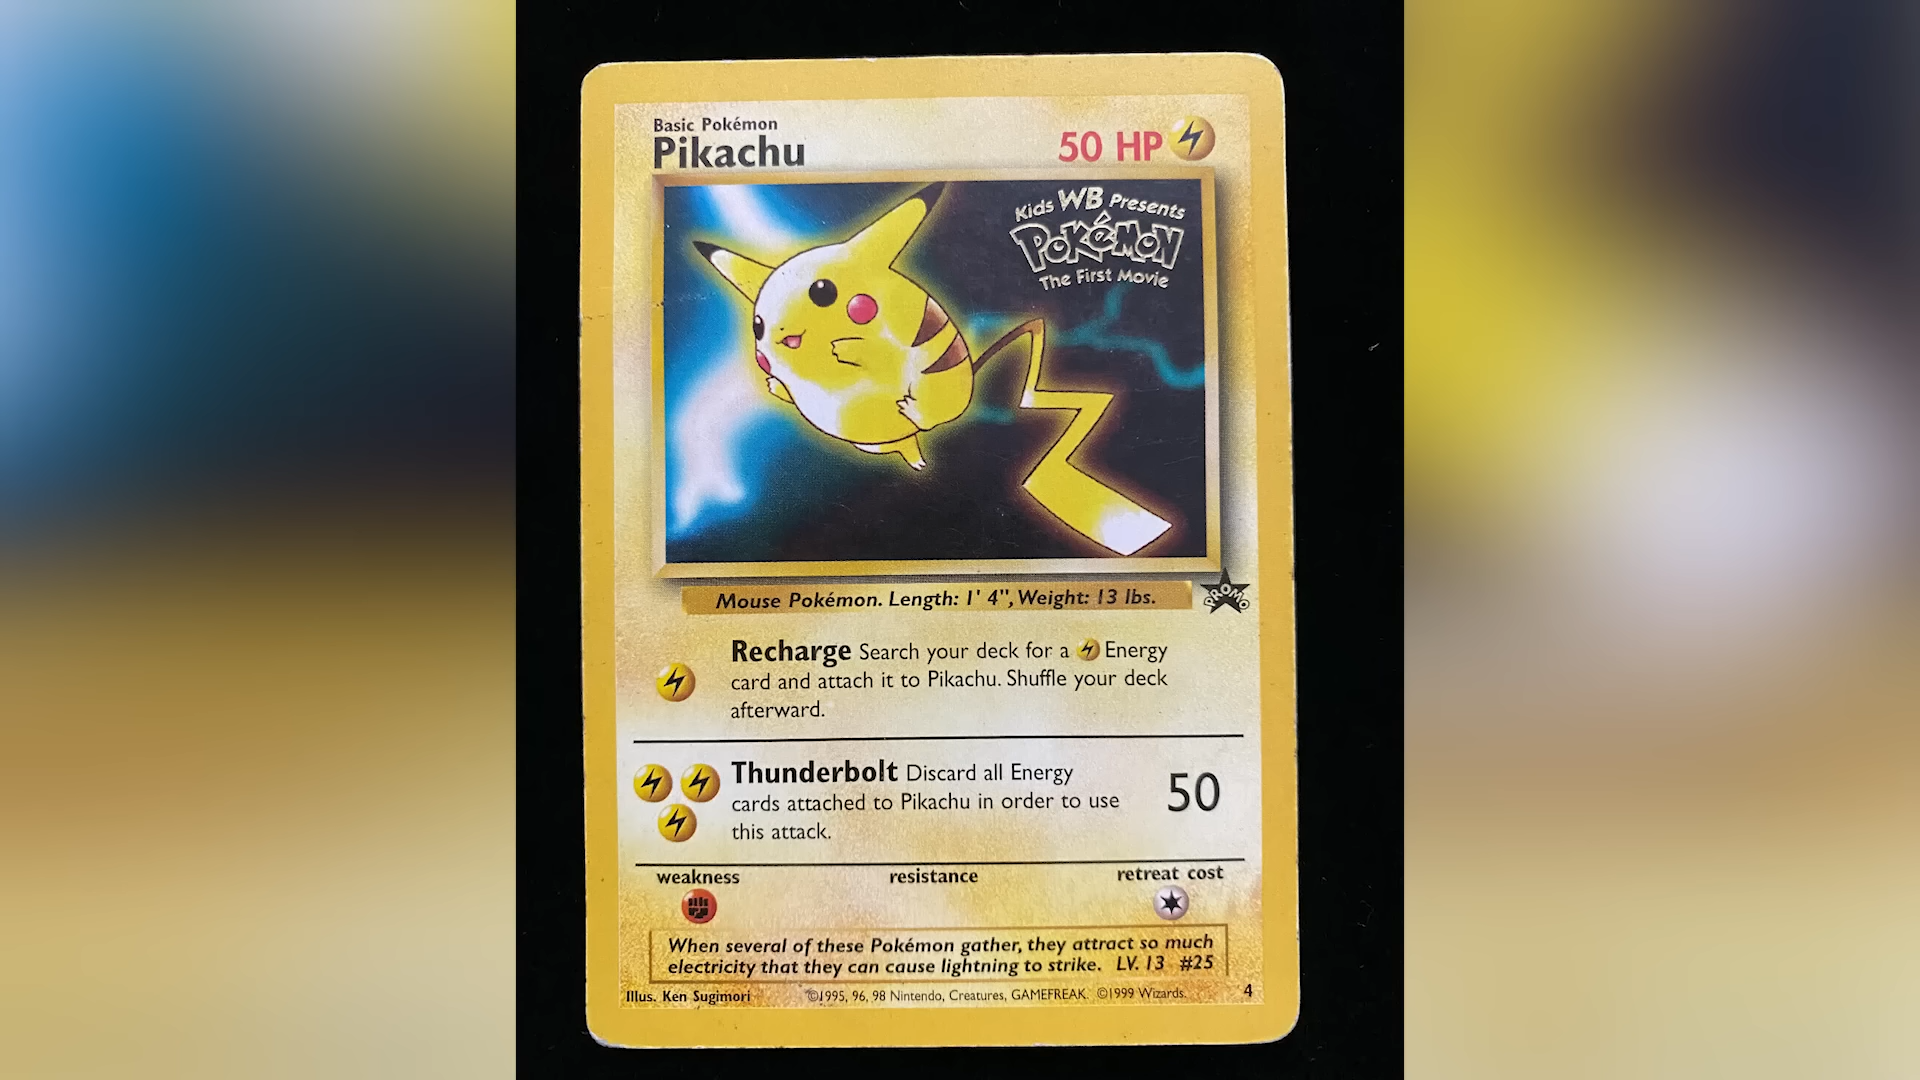 Basic Pokémon
Pikachu
50 HP
Kids WB Presents
POKéMON
The First Movie
Mouse Pokémon. Length: 1' 4", Weight: 13 lbs.
PROMO
Recharge Search your deck for a Energy
card and attach it to Pikachu. Shuffle your deck
afterward.
Thunderbolt Discard all Energy
cards attached to Pikachu in order to use
this attack.
50
weakness resistance retreat cost
When several of these Pokémon gather, they attract so much
electricity that they can cause lightning to strike. LV. 13 #25
Illus. Ken Sugimori ©1995, 96, 98 Nintendo, Creatures, GAMEFREAK. ©1999 Wizards. 4